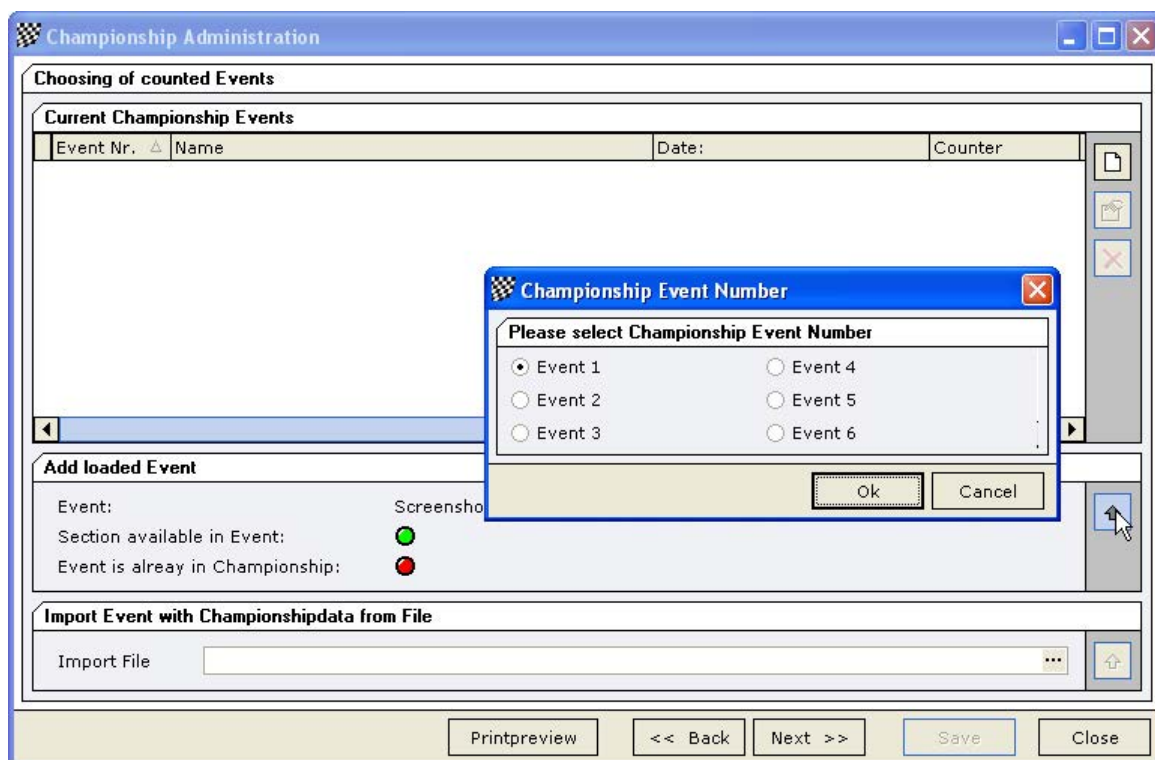 Championship Administration
Choosing of counted Events
Current Championship Events
Event Nr. Name Date: Counter
Championship Event Number
Please select Championship Event Number
Event 1 Event 4
Event 2 Event 5
Event 3 Event 6
Ok Cancel
Add loaded Event
Event: Screensho
Section available in Event:
Event is alreay in Championship:
Import Event with Championshipdata from File
Import File ...
Printpreview << Back Next >> Save Close